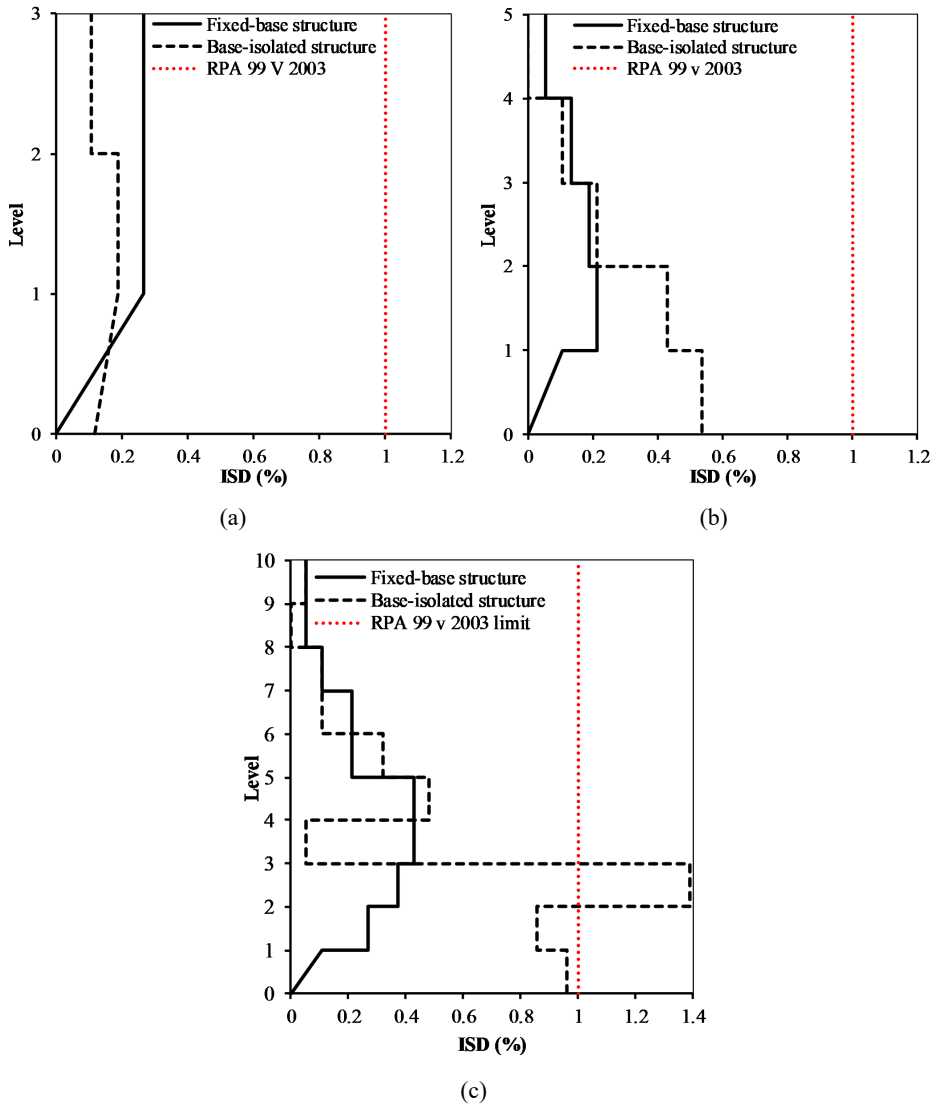 3
Fixed-base structure
Base-isolated structure
RPA 99 V 2003
2
Level
1
0
0 0.2 0.4 0.6 0.8 1 1.2
ISD (%)
(a)
5
Fixed-base structure
Base-isolated structure
RPA 99 v 2003
4
3
Level
2
1
0
0 0.2 0.4 0.6 0.8 1 1.2
ISD (%)
(b)
10
Fixed-base structure
9
Base-isolated structure
RPA 99 v 2003 limit
8
7
6
5
Level
4
3
2
1
0
0 0.2 0.4 0.6 0.8 1 1.2 1.4
ISD (%)
(c)